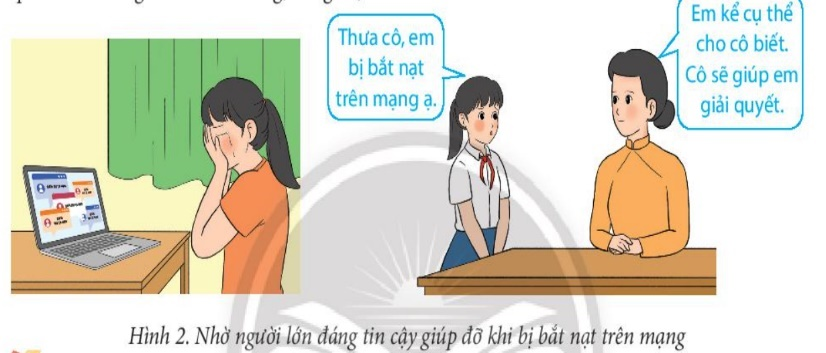 Thưa cô, em
bị bắt nạt
trên mạng ạ.
Em kể cụ thể
cho cô biết.
Cô sẽ giúp em
giải quyết.
Hình 2. Nhờ người lớn đáng tin cậy giúp đỡ khi bị bắt nạt trên mạng